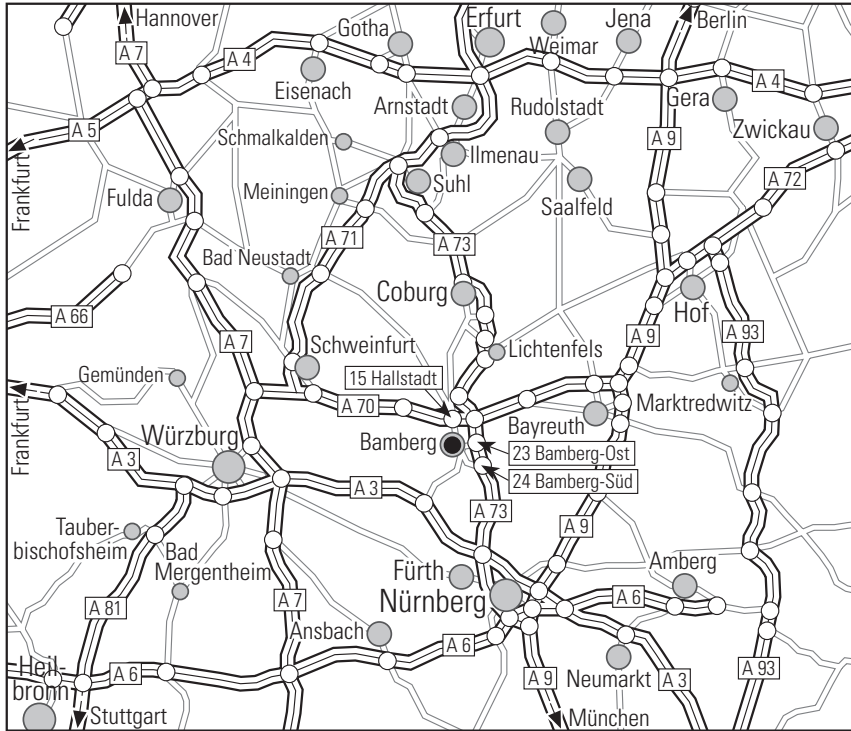 Hannover
Gotha
Erfurt
Weimar
Jena
Berlin
A 7
A 4
Eisenach
Arnstadt
Rudolstadt
Gera
A 4
A 5
Zwickau
Frankfurt
Schmalkalden
Ilmenau
A 9
Fulda
Meiningen
Suhl
Saalfeld
A 72
A 71
A 73
Bad Neustadt
Coburg
Hof
A 66
A 7
A 9
A 93
Schweinfurt
Lichtenfels
Gemünden
15 Hallstadt
Marktredwitz
A 70
Bayreuth
Frankfurt
Würzburg
Bamberg
23 Bamberg-Ost
A 3
24 Bamberg-Süd
A 3
A 73
A 9
Tauber-
bischofsheim
Bad
Mergentheim
Fürth
Amberg
Nürnberg
A 81
A 7
A 6
Ansbach
A 6
Heil-
bronn
A 6
Neumarkt
A 9
A 3
A 93
Stuttgart
München